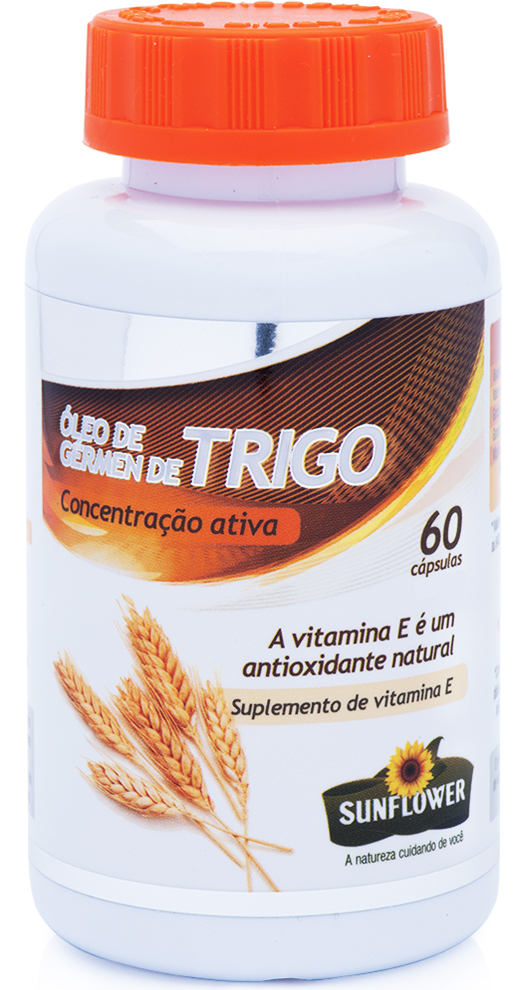 ÓLEO DE
GERMEN DE TRIGO
Concentração ativa
60
cápsulas
A vitamina E é um
antioxidante natural
Suplemento de vitamina E
SUNFLOWER
A natureza cuidando de você